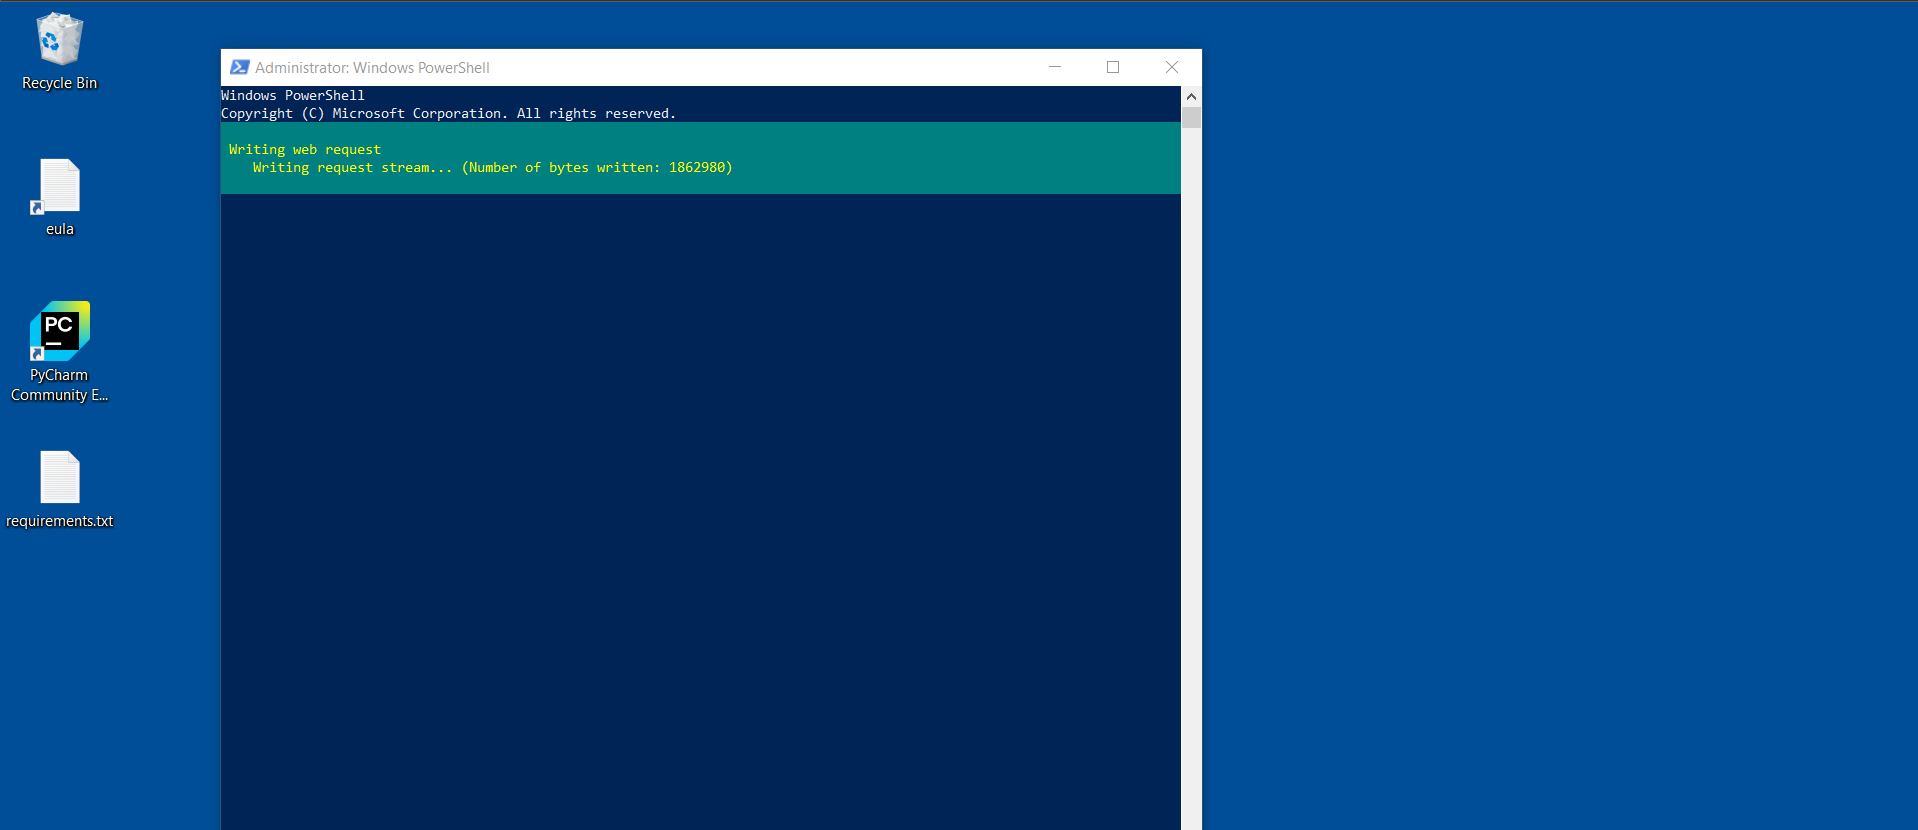 Recycle Bin
eula
PC
PyCharm
Community E...
requirements.txt
Administrator: Windows PowerShell
Windows PowerShell
Copyright (C) Microsoft Corporation. All rights reserved.
Writing web request
Writing request stream... (Number of bytes written: 1862980)